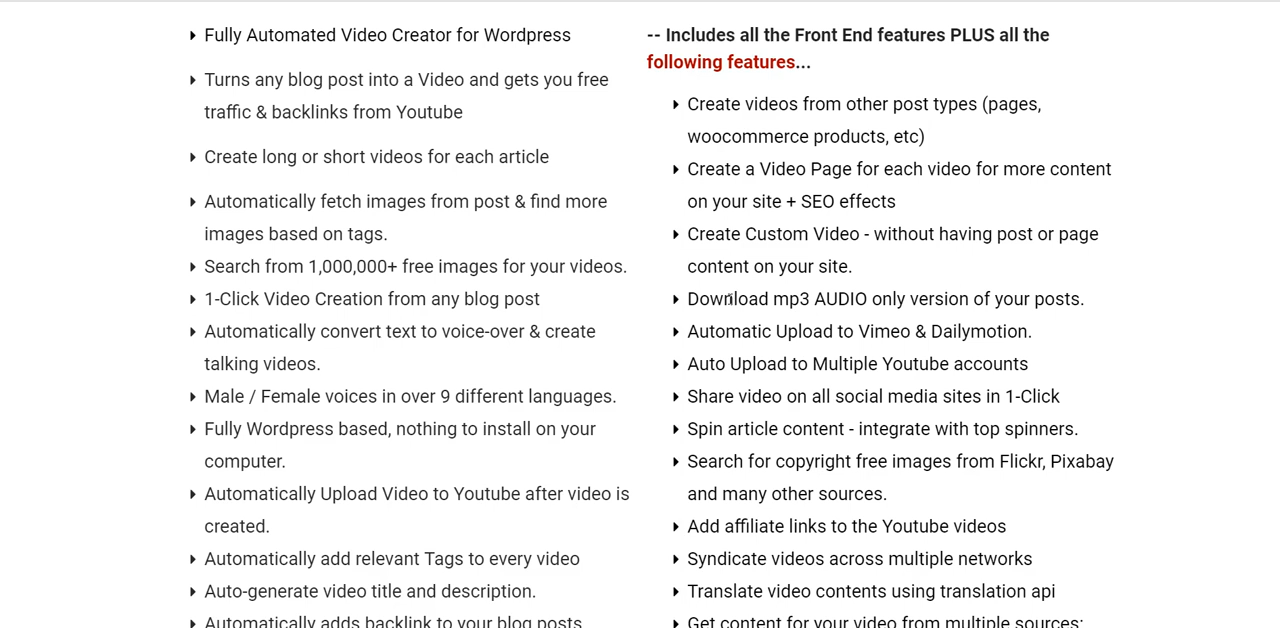 Fully Automated Video Creator for Wordpress
Turns any blog post into a Video and gets you free
traffic & backlinks from Youtube
Create long or short videos for each article
Automatically fetch images from post & find more
images based on tags.
Search from 1,000,000+ free images for your videos.
1-Click Video Creation from any blog post
Automatically convert text to voice-over & create
talking videos.
Male / Female voices in over 9 different languages.
Fully Wordpress based, nothing to install on your
computer.
Automatically Upload Video to Youtube after video is
created.
Automatically add relevant Tags to every video
Auto-generate video title and description.
Automatically adds backlink to your blog posts
-- Includes all the Front End features PLUS all the
following features...
Create videos from other post types (pages,
woocommerce products, etc)
Create a Video Page for each video for more content
on your site + SEO effects
Create Custom Video - without having post or page
content on your site.
Download mp3 AUDIO only version of your posts.
Automatic Upload to Vimeo & Dailymotion.
Auto Upload to Multiple Youtube accounts
Share video on all social media sites in 1-Click
Spin article content - integrate with top spinners.
Search for copyright free images from Flickr, Pixabay
and many other sources.
Add affiliate links to the Youtube videos
Syndicate videos across multiple networks
Translate video contents using translation api
Get content for your video from multiple sources: